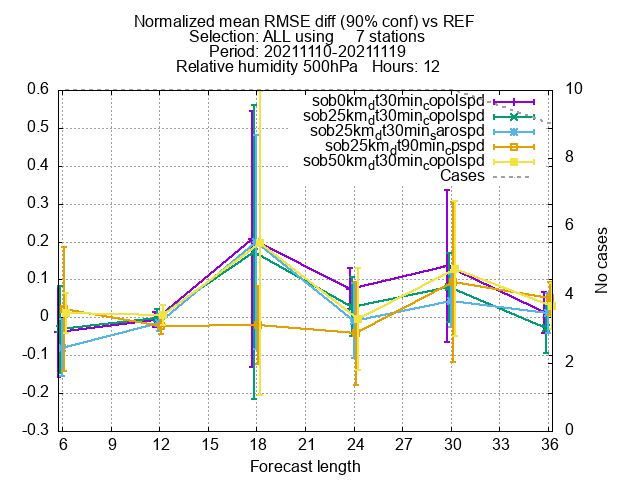 Normalized mean RMSE diff (90% conf) vs REF
Selection: ALL using 7 stations
Period: 20211110-20211119
Relative humidity 500hPa Hours: 12
sob0km_dt30min_copolspd
sob25km_dt30min_copolspd
sob25km_dt30min_sarospd
sob25km_dt90min_cpspd
sob50km_dt30min_copolspd
Cases
0.6
0.5
0.4
0.3
0.2
0.1
0
-0.1
-0.2
-0.3
10
8
6
4
2
0
No cases
6 9 12 15 18 21 24 27 30 33 36
Forecast length